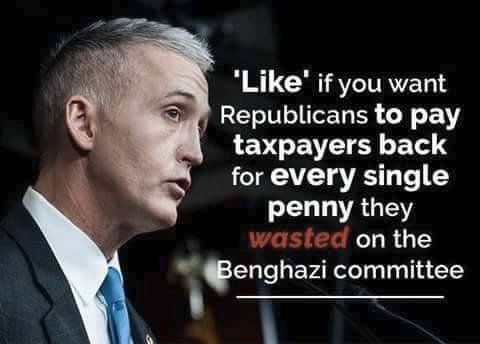 'Like' if you want
Republicans to pay
taxpayers back
for every single
penny they
wasted on the
Benghazi committee